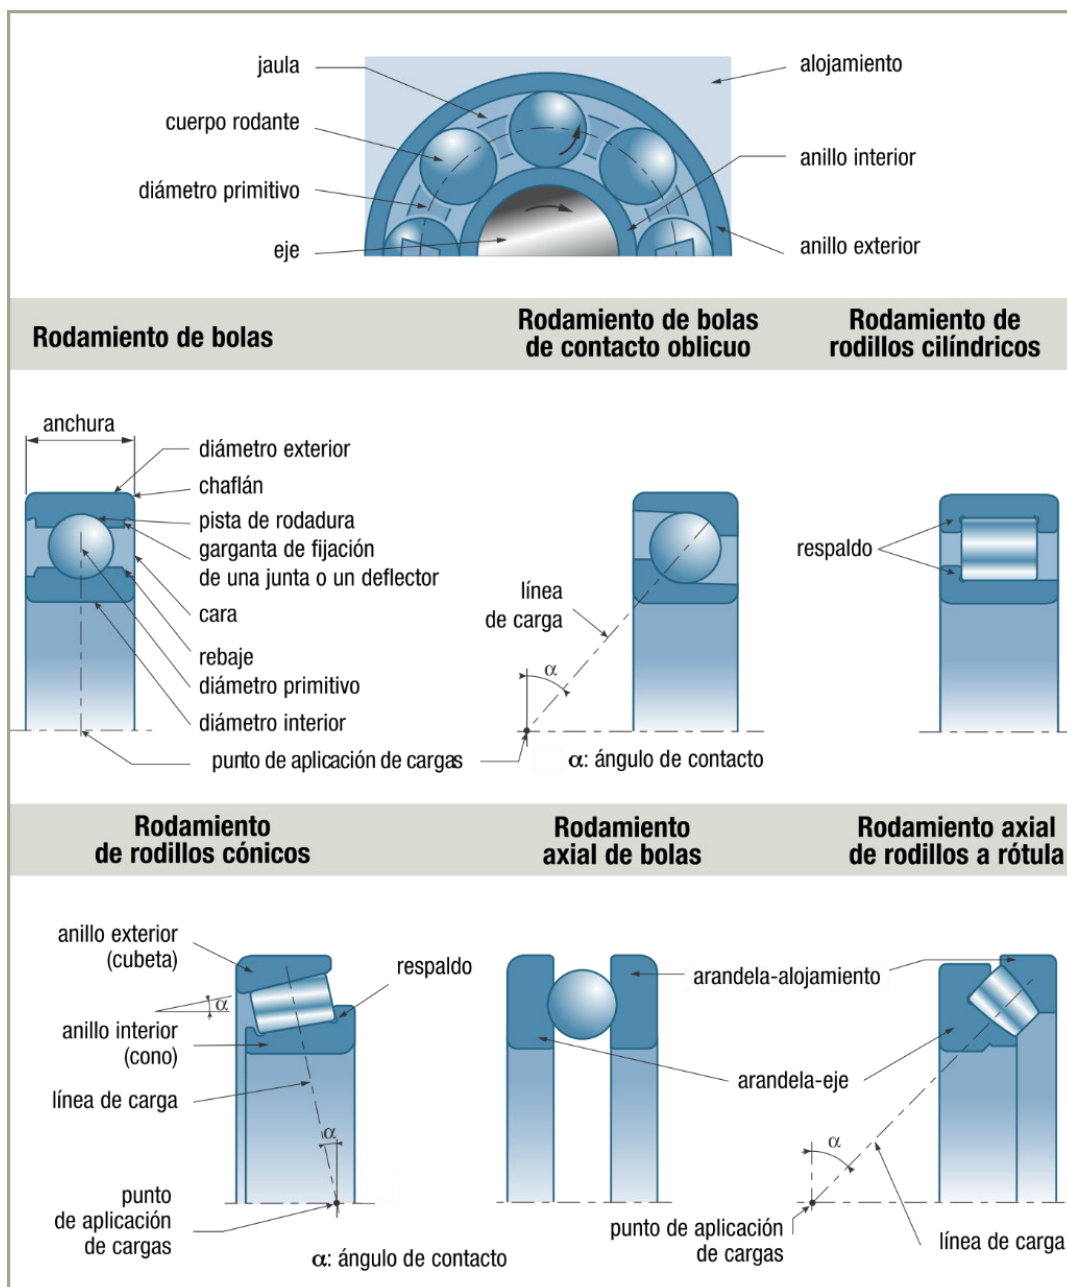 jaula
alojamiento
cuerpo rodante
anillo interior
diámetro primitivo
eje
anillo exterior
Rodamiento de bolas
Rodamiento de bolas
de contacto oblicuo
Rodamiento de
rodillos cilíndricos
anchura
diámetro exterior
chaflán
pista de rodadura
garganta de fijación
de una junta o un deflector
cara
rebaje
diámetro primitivo
diámetro interior
punto de aplicación de cargas
línea
de carga
α
α: ángulo de contacto
respaldo
Rodamiento
de rodillos cónicos
Rodamiento
axial de bolas
Rodamiento axial
de rodillos a rótula
anillo exterior
(cubeta)
respaldo
α
anillo interior
(cono)
línea de carga
α
punto
de aplicación
de cargas
α: ángulo de contacto
arandela-alojamiento
arandela-eje
α
punto de aplicación
de cargas
línea de carga